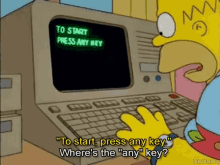 TO START
PRESS ANY KEY
"To start, press any key."
Where's the "any" key?